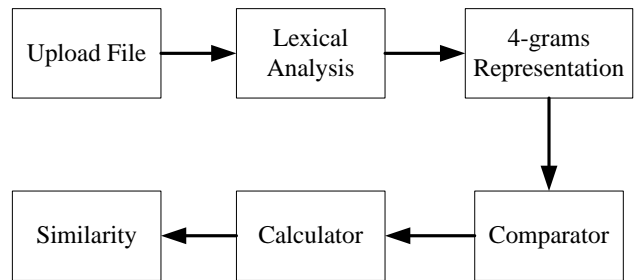 Upload File
Lexical
Analysis
4-grams
Representation
Similarity
Calculator
Comparator